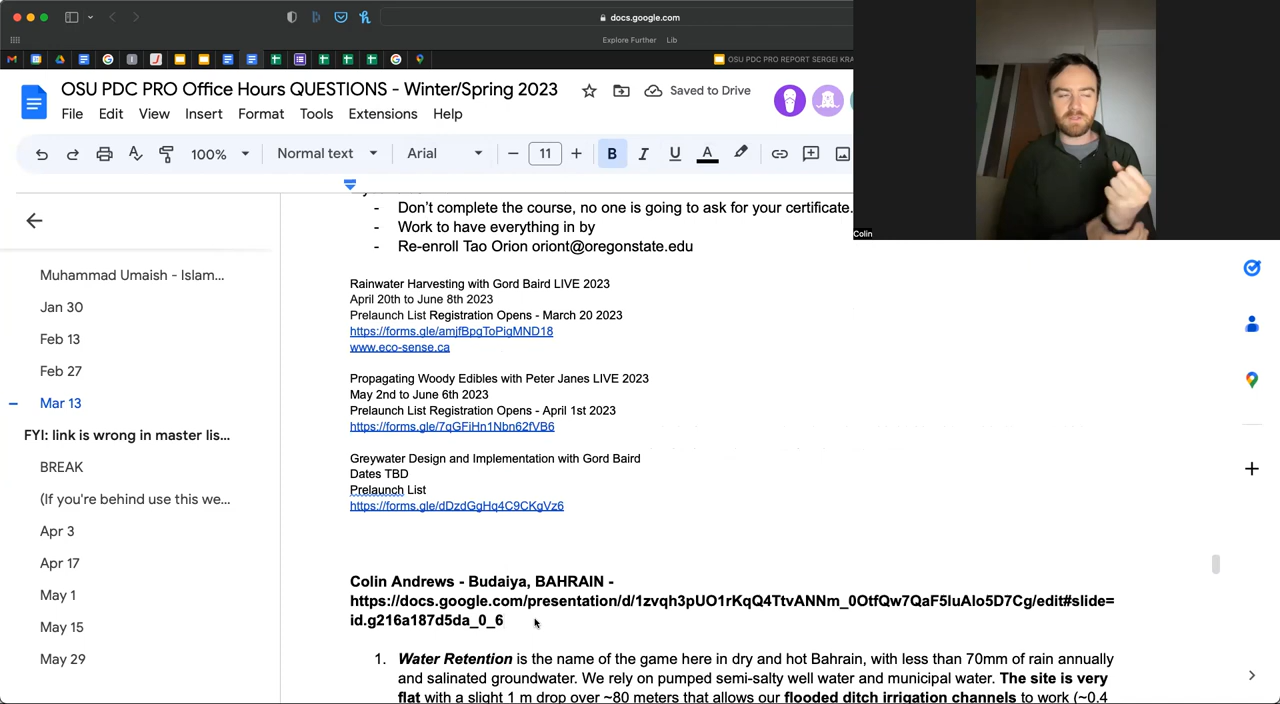 docs.google.com
Explore Further Lib
OSU PDC PRO REPORT SERGEI KRA
OSU PDC PRO Office Hours QUESTIONS - Winter/Spring 2023
Saved to Drive
File Edit View Insert Format Tools Extensions Help
100% Normal text Arial 11 B I U A
Colin
- Don't complete the course, no one is going to ask for your certificate.
- Work to have everything in by
- Re-enroll Tao Orion oriont@oregonstate.edu
Muhammad Umaish - Islam...
Jan 30
Feb 13
Feb 27
Mar 13
FYI: link is wrong in master lis...
BREAK
(If you're behind use this we...
Apr 3
Apr 17
May 1
May 15
May 29
Rainwater Harvesting with Gord Baird LIVE 2023
April 20th to June 8th 2023
Prelaunch List Registration Opens - March 20 2023
https://forms.gle/amjfBpgToPigMND18
www.eco-sense.ca
Propagating Woody Edibles with Peter Janes LIVE 2023
May 2nd to June 6th 2023
Prelaunch List Registration Opens - April 1st 2023
https://forms.gle/7qGFjHn1Nbn62fVB6
Greywater Design and Implementation with Gord Baird
Dates TBD
Prelaunch List
https://forms.gle/dDzdGgHq4C9CKgVz6
Colin Andrews - Budaiya, BAHRAIN -
https://docs.google.com/presentation/d/1zvqh3pUO1rKqQ4TtvANNm_0OtfQw7QaF5IuAlo5D7Cg/edit#slide=
id.g216a187d5da_0_6
1. Water Retention is the name of the game here in dry and hot Bahrain, with less than 70mm of rain annually
and salinated groundwater. We rely on pumped semi-salty well water and municipal water. The site is very
flat with a slight 1 m drop over ~80 meters that allows our flooded ditch irrigation channels to work (~0.4